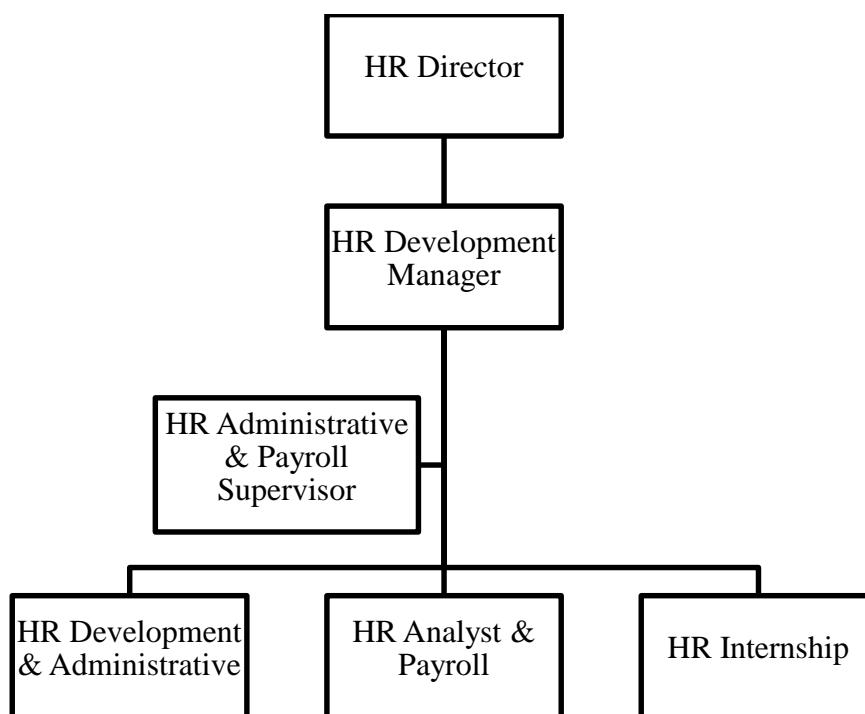 HR Director
HR Development
Manager
HR Administrative
& Payroll
Supervisor
HR Development
& Administrative
HR Analyst &
Payroll
HR Internship